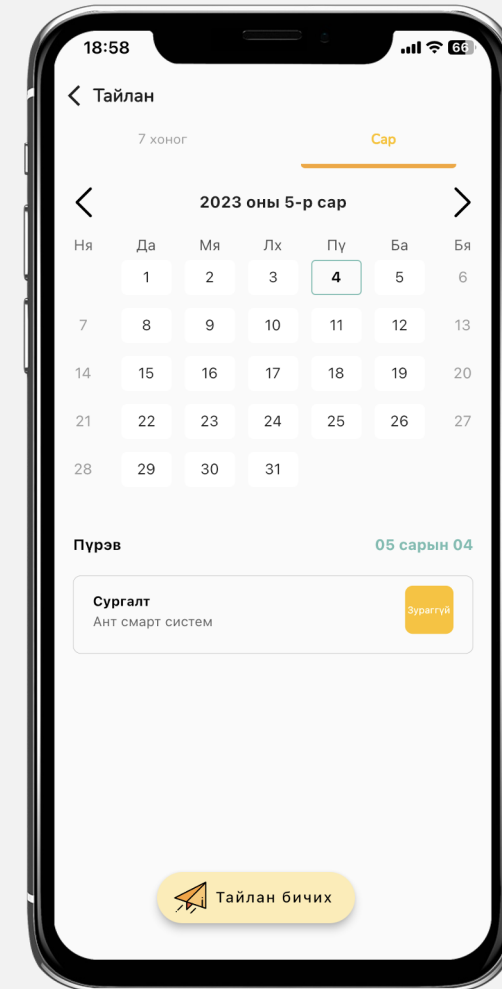 18:58 66
Тайлан
7 хоног Сар
2023 оны 5-р сар
Ня Да Мя Лх Пү Ба Бя
1 2 3 4 5 6
7 8 9 10 11 12 13
14 15 16 17 18 19 20
21 22 23 24 25 26 27
28 29 30 31
Пүрэв 05 сарын 04
Сургалт
Ант смарт систем
Зураггүй
Тайлан бичих